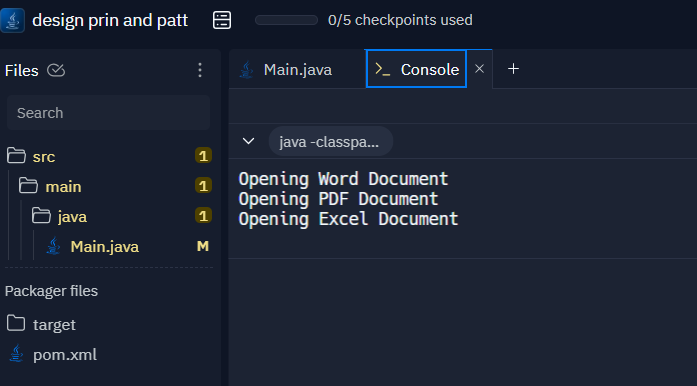 design prin and patt
0/5 checkpoints used
Files
Search
src 1
main 1
java 1
Main.java M
Packager files
target
pom.xml
Main.java
Console
java -classpa...
Opening Word Document
Opening PDF Document
Opening Excel Document